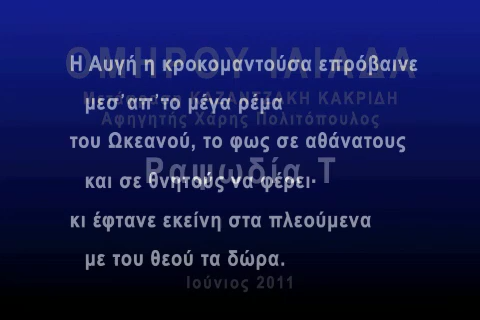 ΟΜΗΡΟΥ ΙΛΙΑΔΑ
Η Αυγή η κροκομαντούσα επρόβαινε
Μετάφραση ΚΑΖΑΝΤΖΑΚΗ ΚΑΚΡΙΔΗ
μεσ'απ'το μέγα ρέμα
Αφηγητής Χάρης Πολιτόπουλος
του Ωκεανού, το φως σε αθάνατους
Ραψωδία Τ
και σε θνητούς να φέρει·
κι έφτανε εκείνη στα πλεούμενα
με του θεού τα δώρα.
Ιούνιος 2011